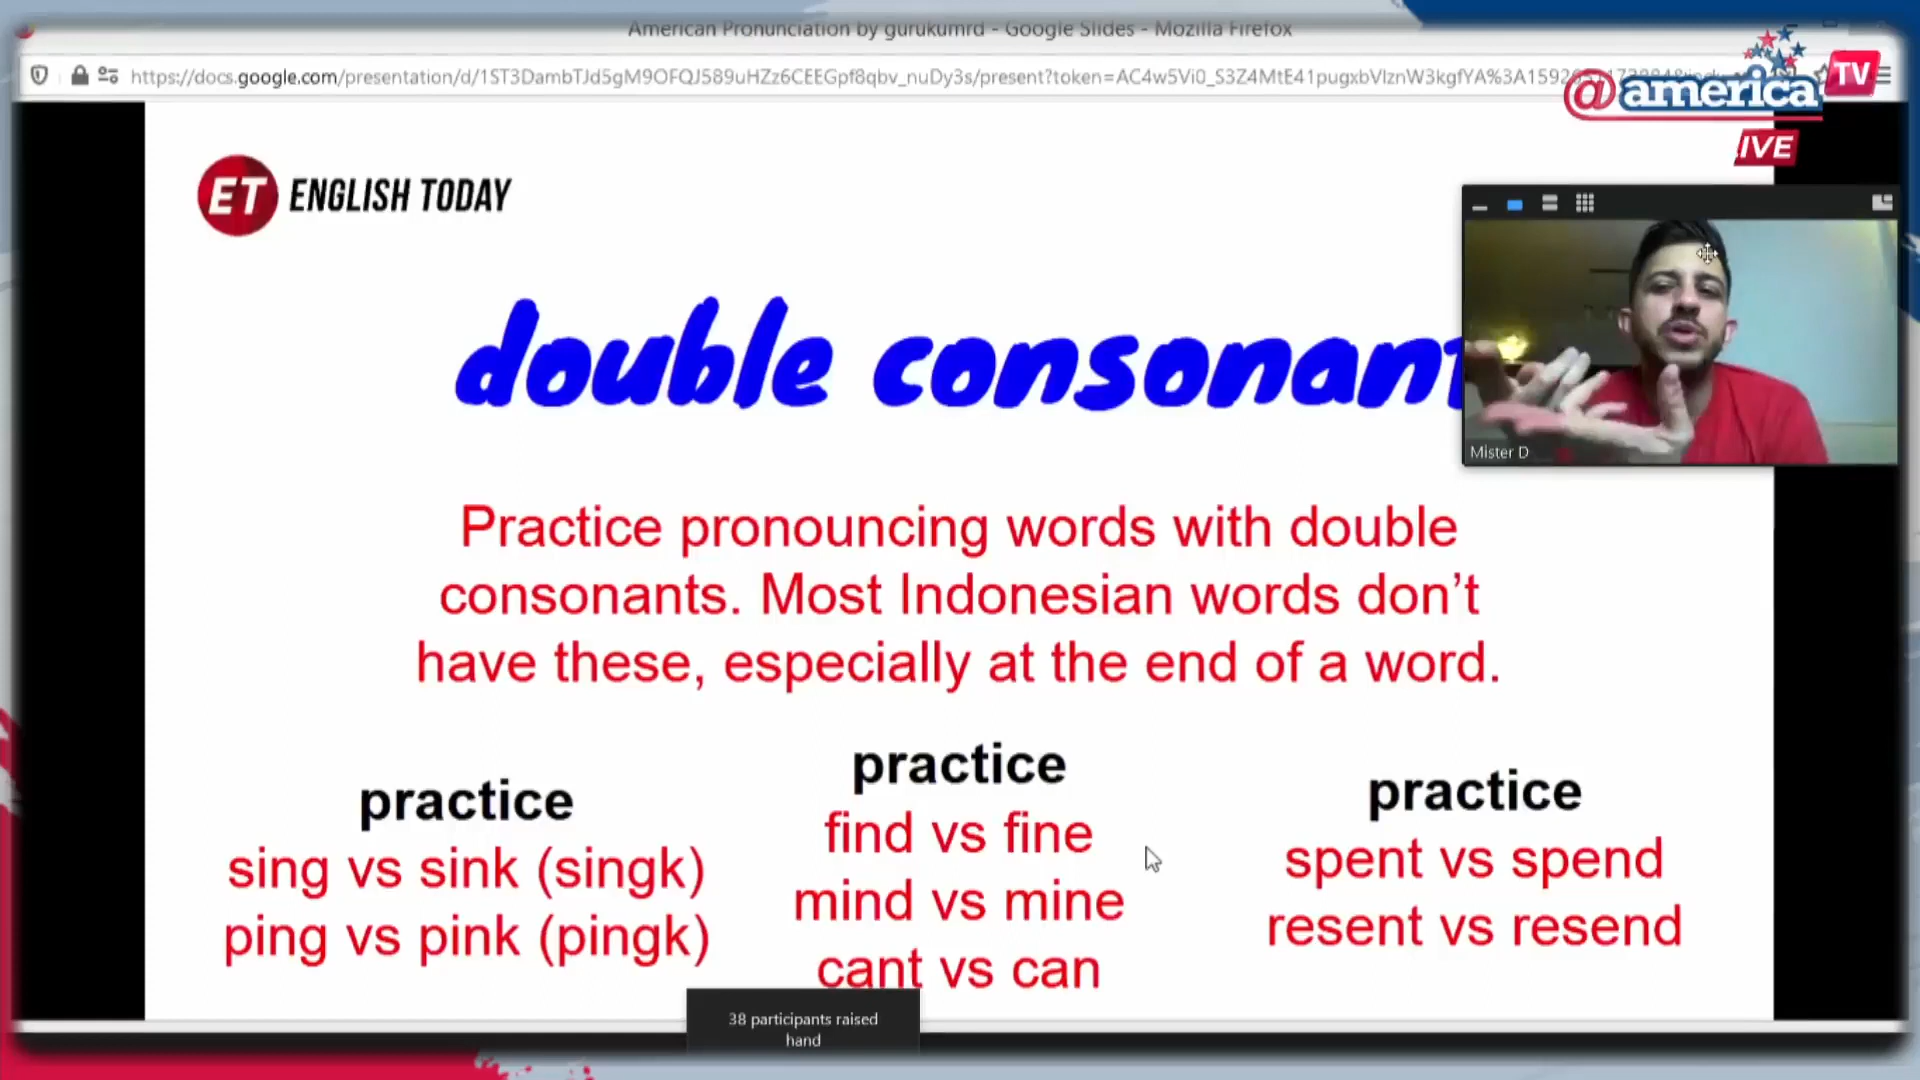 American Pronunciation by gurukumrd - Google Slides - Mozilla Firefox
@america TV
LIVE
ET ENGLISH TODAY
double consonant
Mister D
Practice pronouncing words with double
consonants. Most Indonesian words don't
have these, especially at the end of a word.
practice
sing vs sink (singk)
ping vs pink (pingk)
practice
find vs fine
mind vs mine
cant vs can
practice
spent vs spend
resent vs resend
38 participants raised
hand